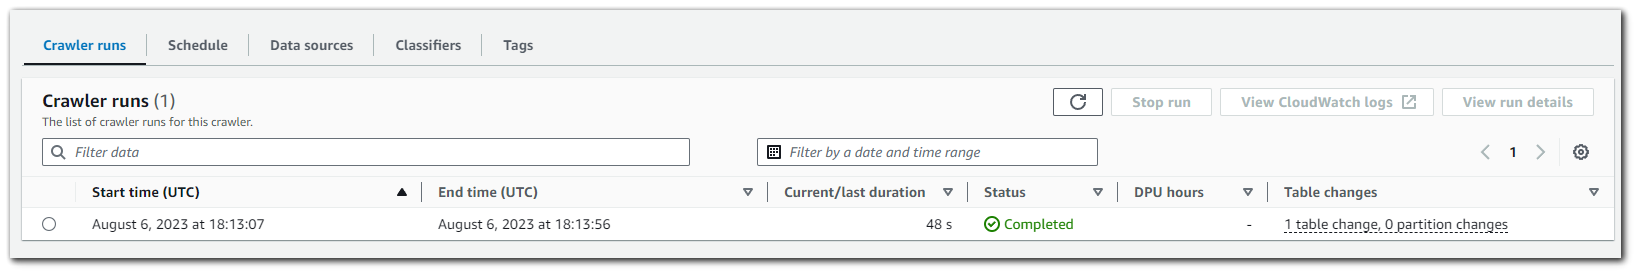 Crawler runs Schedule Data sources Classifiers Tags
Crawler runs (1)
Stop run View CloudWatch logs View run details
The list of crawler runs for this crawler.
Filter data Filter by a date and time range 1
Start time (UTC) End time (UTC) Current/last duration Status DPU hours Table changes
August 6, 2023 at 18:13:07 August 6, 2023 at 18:13:56 48 s Completed - 1 table change, 0 partition changes